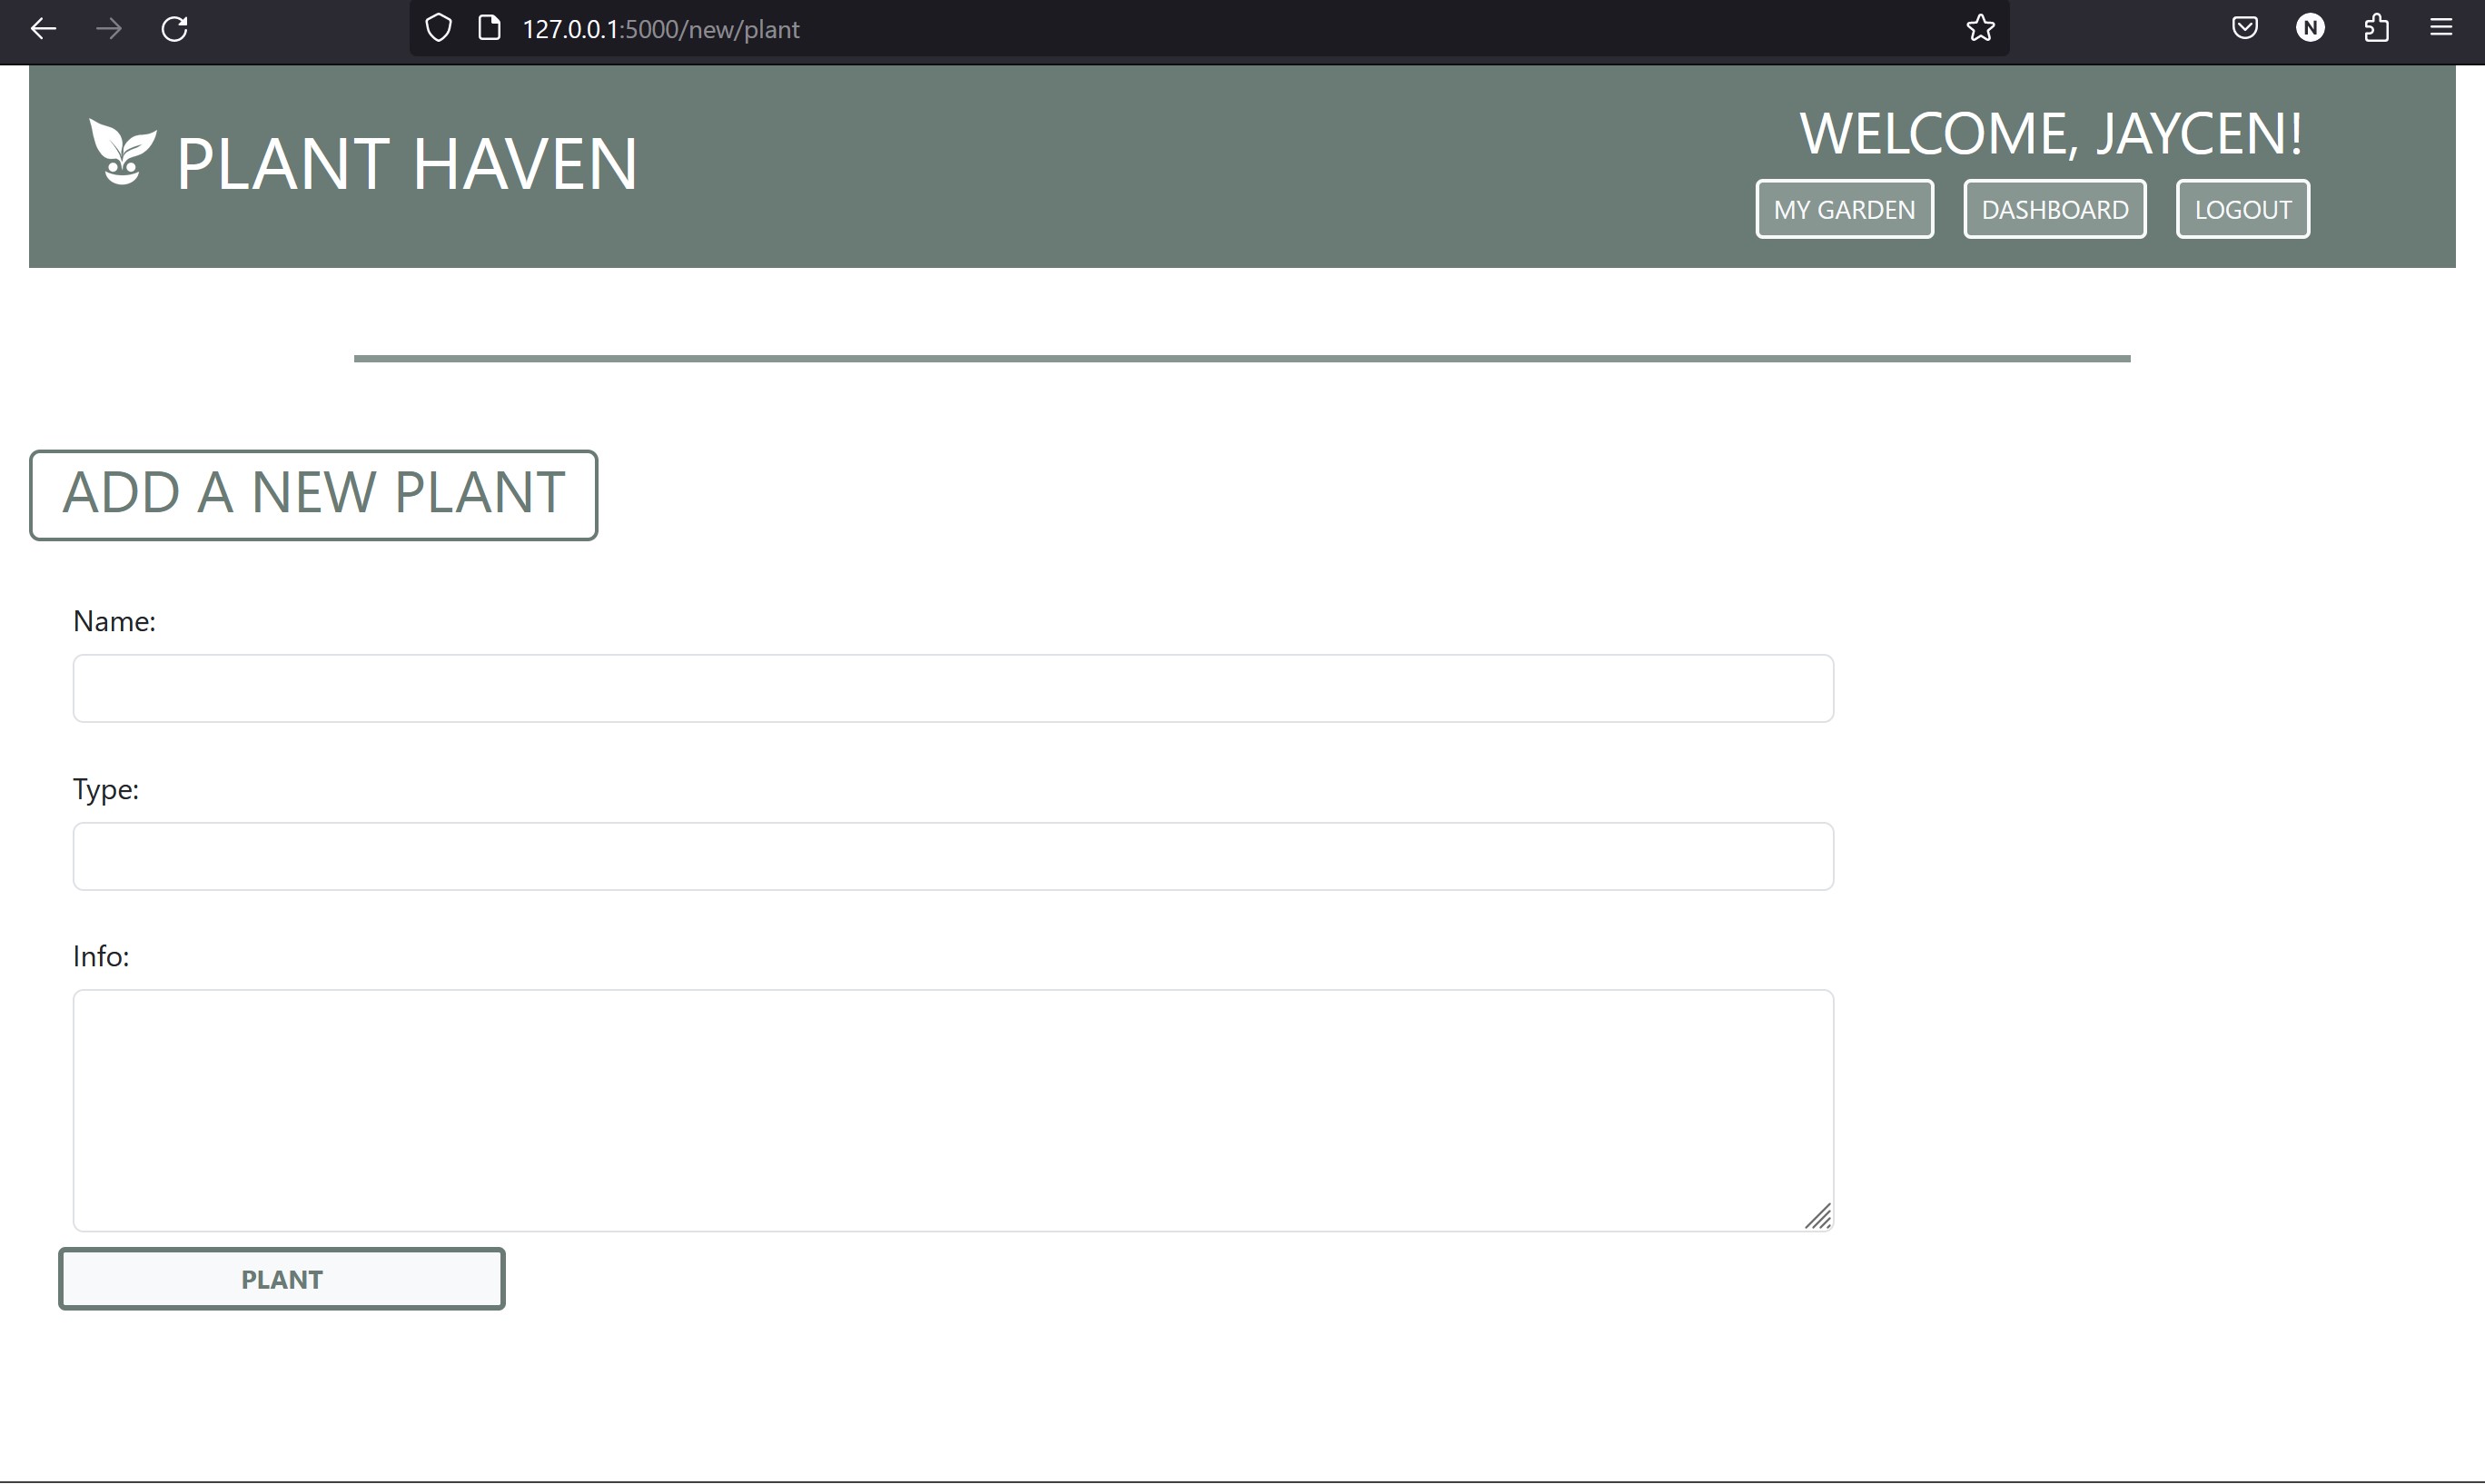 127.0.0.1:5000/new/plant
N
PLANT HAVEN
WELCOME, JAYCEN!
MY GARDEN DASHBOARD LOGOUT
ADD A NEW PLANT
Name:
Type:
Info:
PLANT